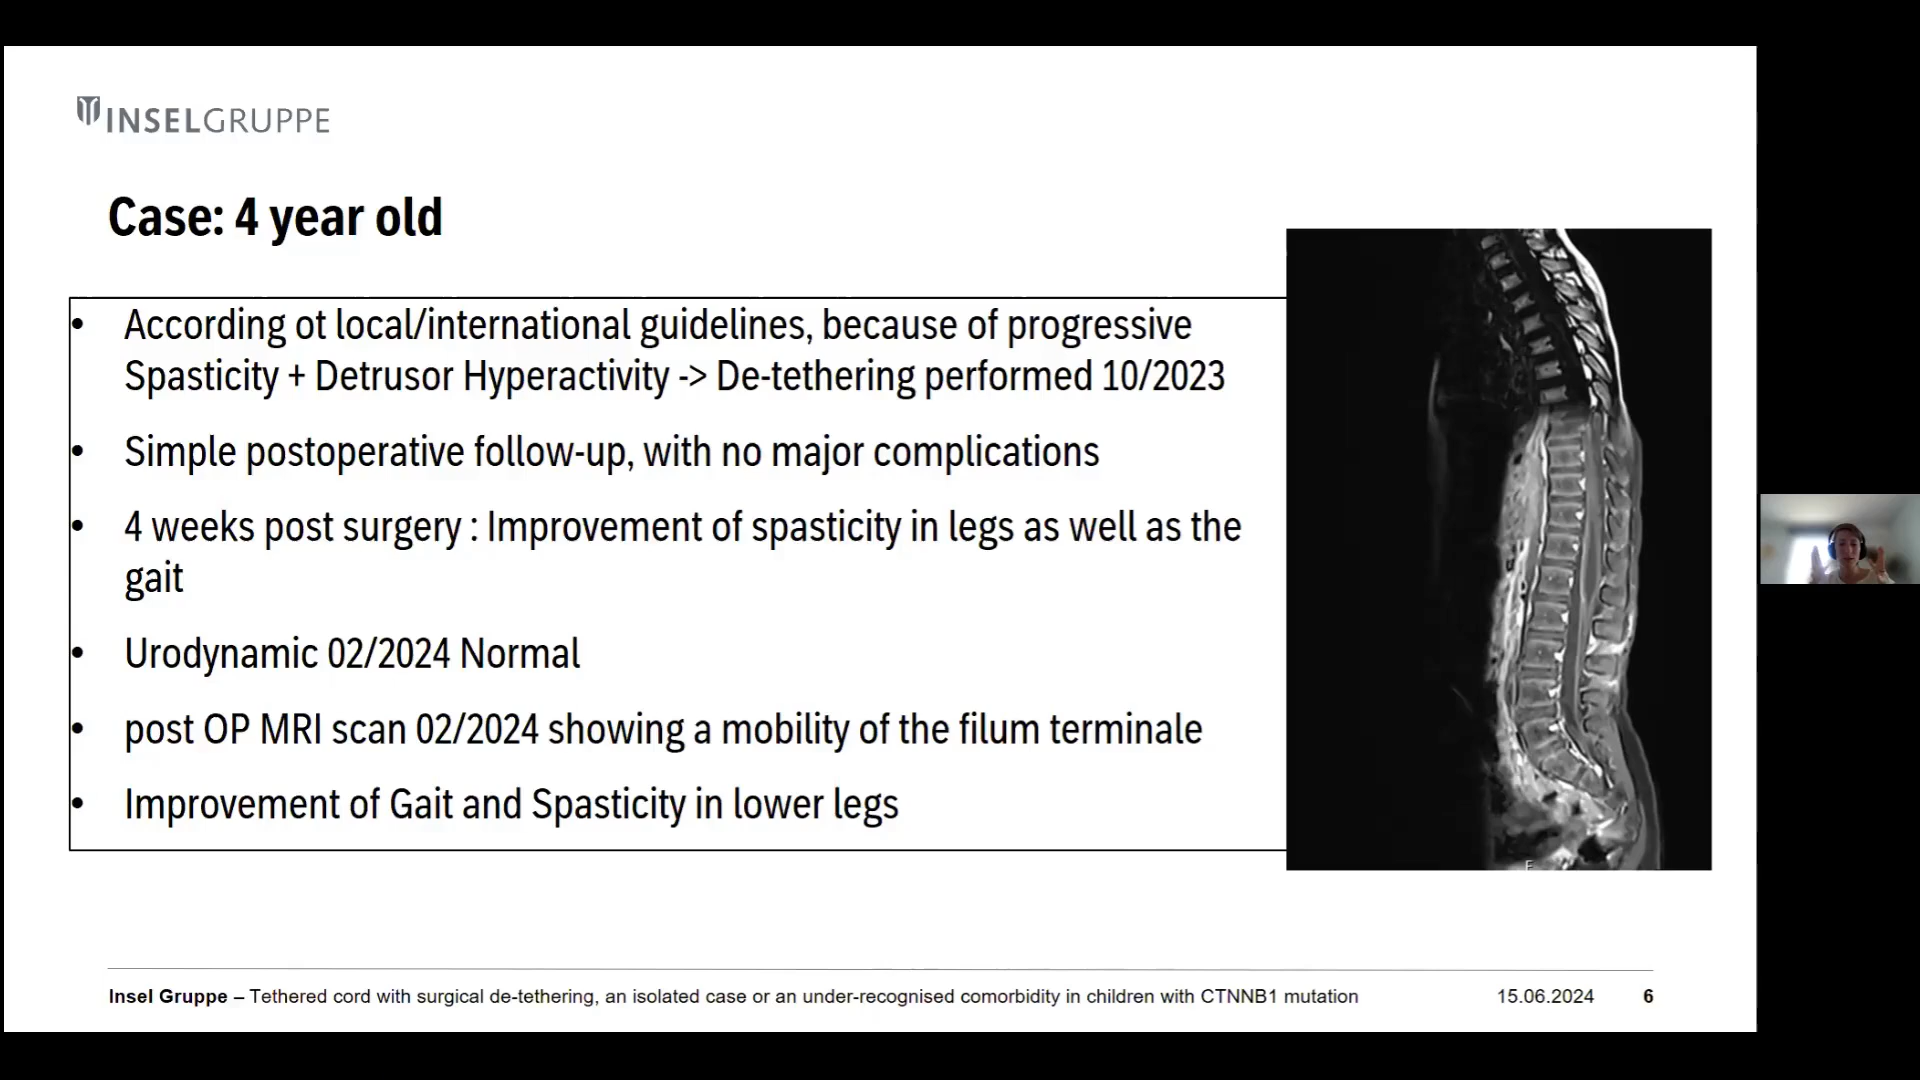 INSELGRUPPE
Case: 4 year old
• According ot local/international guidelines, because of progressive
Spasticity + Detrusor Hyperactivity -> De-tethering performed 10/2023
• Simple postoperative follow-up, with no major complications
• 4 weeks post surgery : Improvement of spasticity in legs as well as the
gait
• Urodynamic 02/2024 Normal
• post OP MRI scan 02/2024 showing a mobility of the filum terminale
• Improvement of Gait and Spasticity in lower legs
F
Insel Gruppe – Tethered cord with surgical de-tethering, an isolated case or an under-recognised comorbidity in children with CTNNB1 mutation 15.06.2024 6